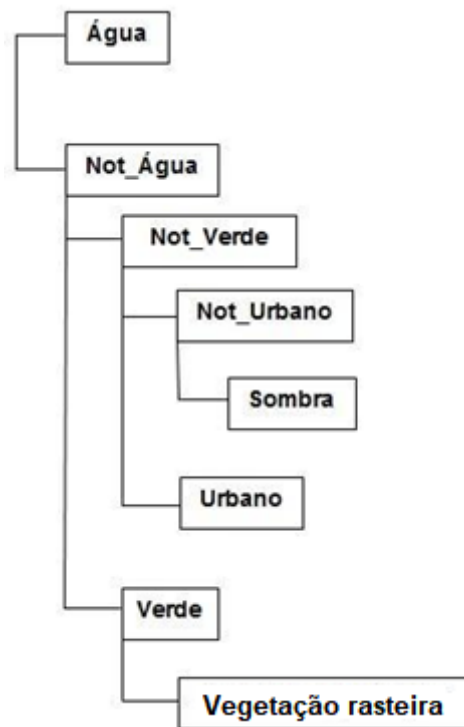 Água
Not_Água
Not_Verde
Not_Urbano
Sombra
Urbano
Verde
Vegetação rasteira